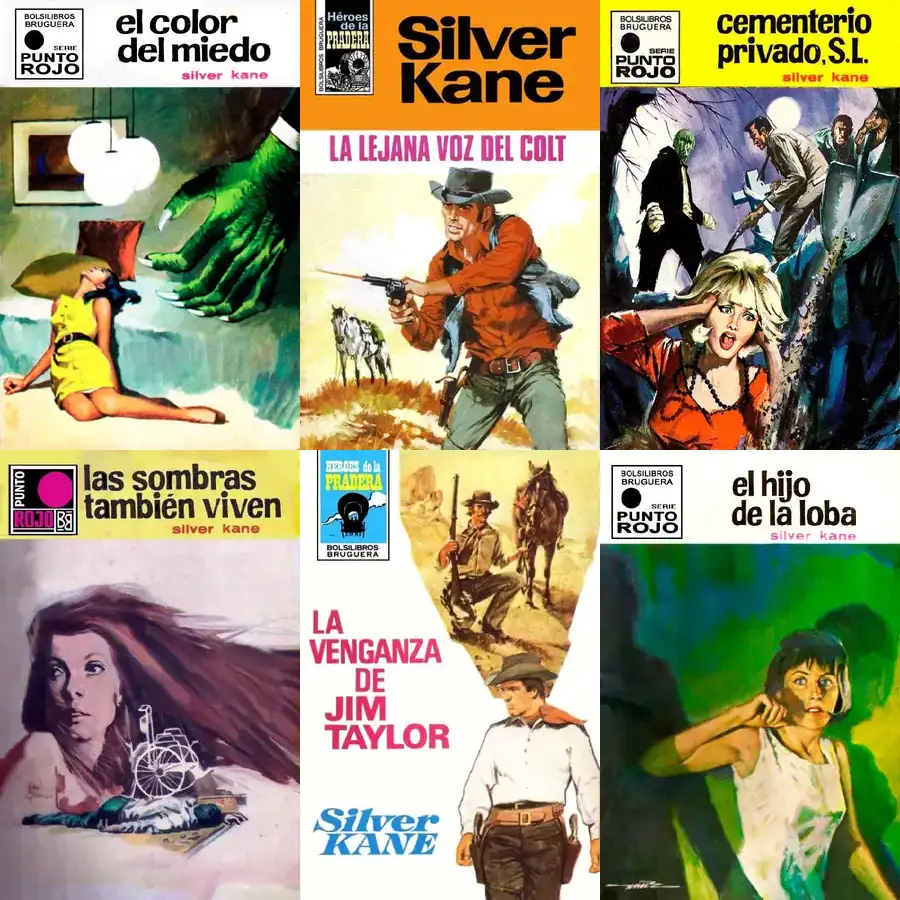 BOLSILIBROS
BRUGUERA
SERIE
PUNTO
ROJO
el color
del miedo
silver kane
BOLSILIBROS BRUGUERA
Héroes
de la
PRADERA
Silver
Kane
LA LEJANA VOZ DEL COLT
BOLSILIBROS
BRUGUERA
SERIE
PUNTO
ROJO
cementerio
privado, S.L.
silver kane
PUNTO
ROJO
las sombras
también viven
silver kane
HEROES de la
PRADERA
BOLSILIBROS
BRUGUERA
LA
VENGANZA
DE
JIM
TAYLOR
Silver
KANE
BOLSILIBROS
BRUGUERA
SERIE
PUNTO
ROJO
el hijo
de la loba
silver kane